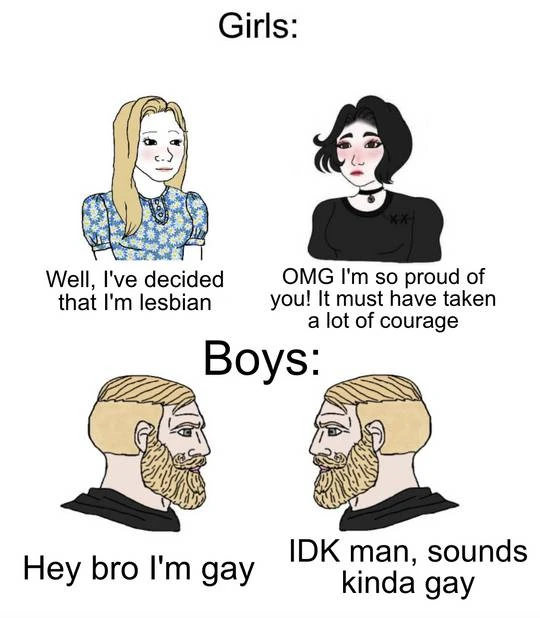 Girls:
Well, I've decided
that I'm lesbian
OMG I'm so proud of
you! It must have taken
a lot of courage
Boys:
Hey bro I'm gay
IDK man, sounds
kinda gay